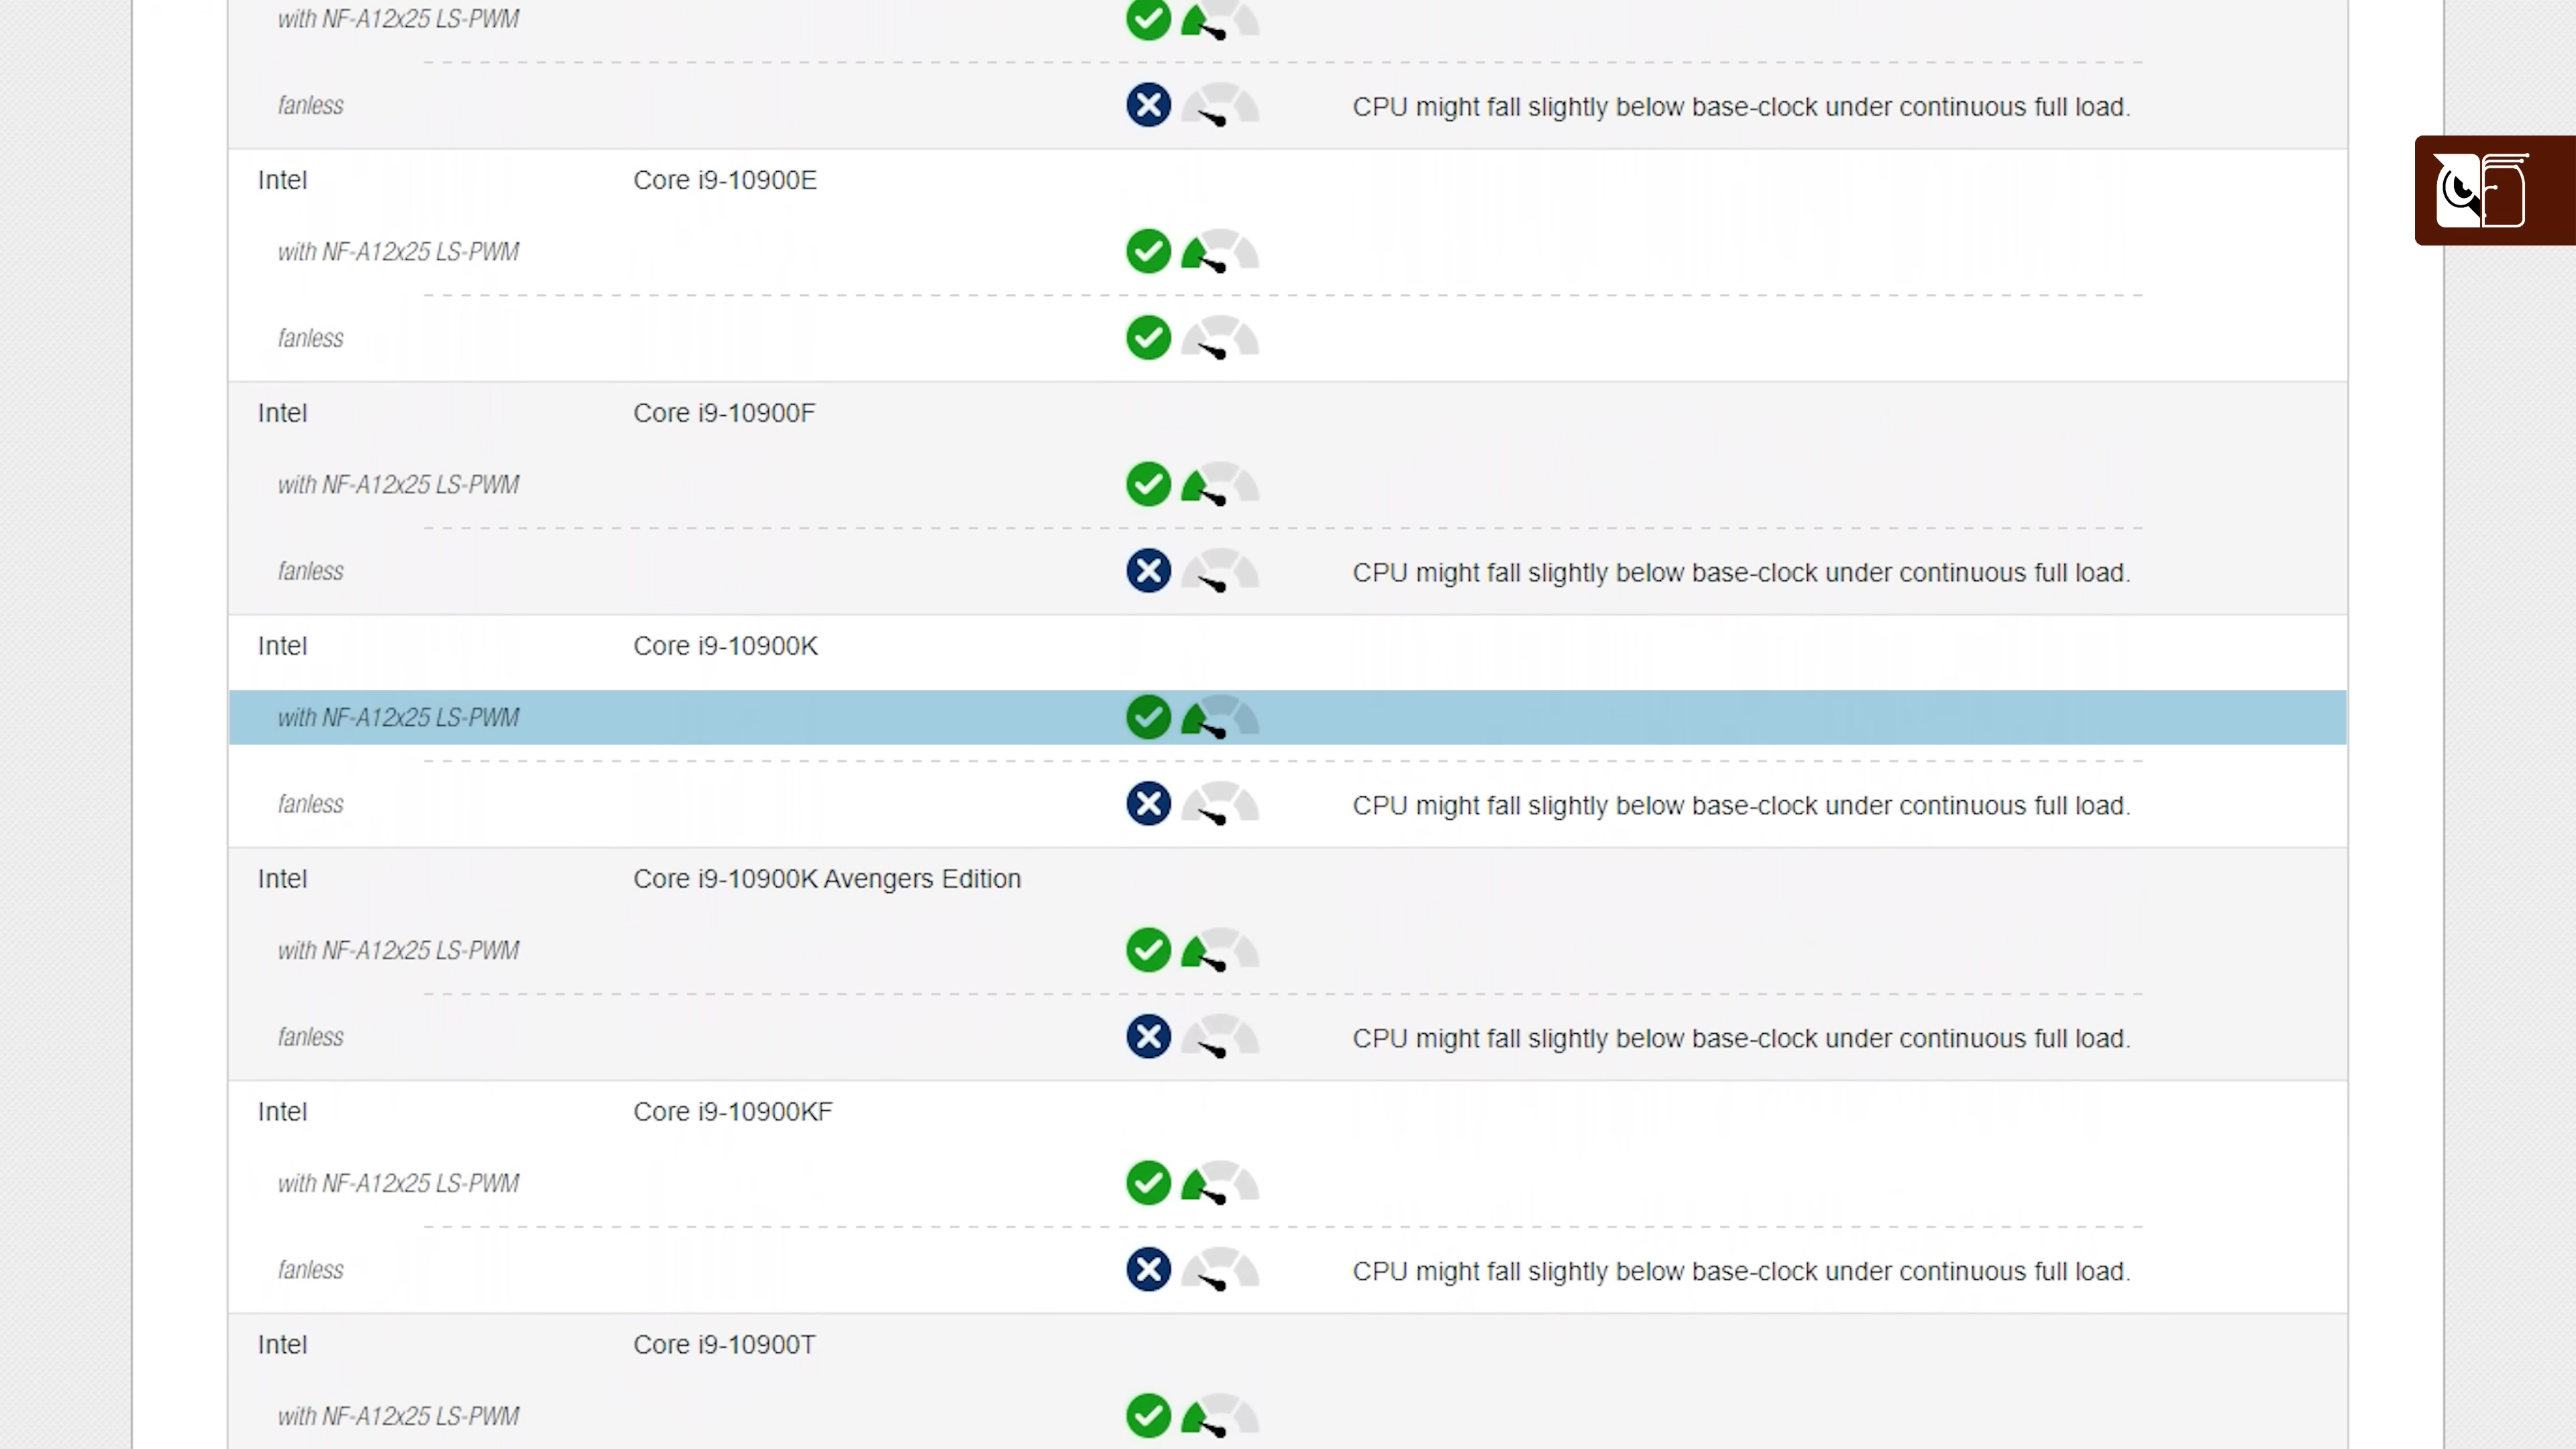 with NF-A12x25 LS-PWM
fanless CPU might fall slightly below base-clock under continuous full load.
Intel Core i9-10900E
with NF-A12x25 LS-PWM
fanless
Intel Core i9-10900F
with NF-A12x25 LS-PWM
fanless CPU might fall slightly below base-clock under continuous full load.
Intel Core i9-10900K
with NF-A12x25 LS-PWM
fanless CPU might fall slightly below base-clock under continuous full load.
Intel Core i9-10900K Avengers Edition
with NF-A12x25 LS-PWM
fanless CPU might fall slightly below base-clock under continuous full load.
Intel Core i9-10900KF
with NF-A12x25 LS-PWM
fanless CPU might fall slightly below base-clock under continuous full load.
Intel Core i9-10900T
with NF-A12x25 LS-PWM